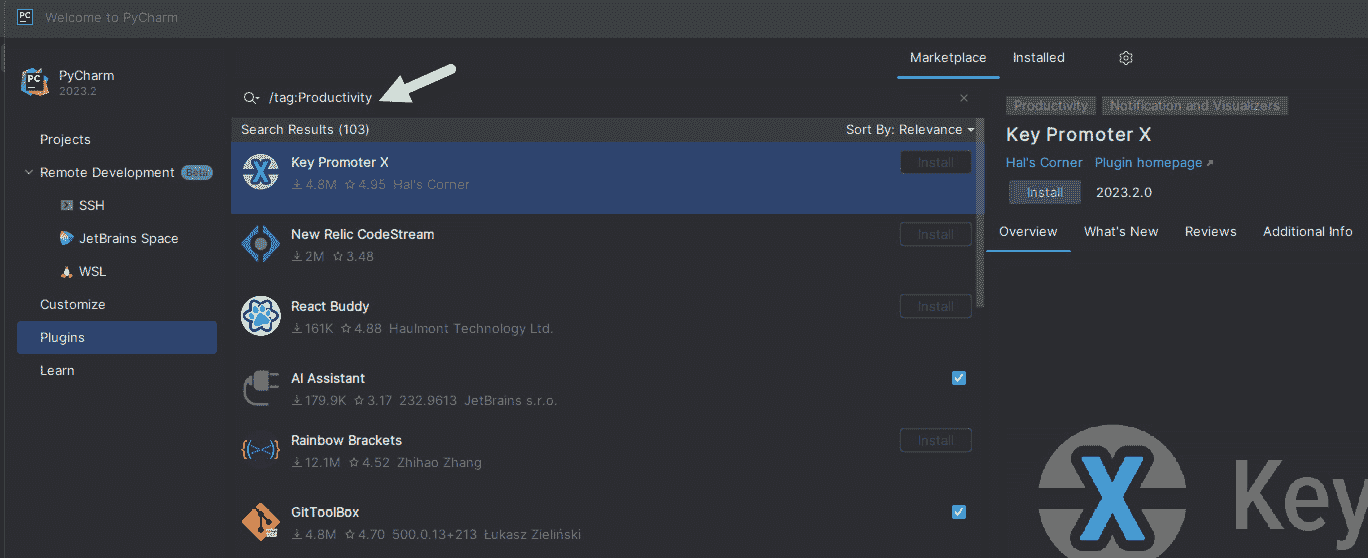 PC Welcome to PyCharm
PC PyCharm
2023.2
Projects
Remote Development Beta
SSH
JetBrains Space
WSL
Customize
Plugins
Learn
Marketplace Installed
/tag:Productivity
Search Results (103) Sort By: Relevance
Key Promoter X Install
4.8M 4.95 Hal's Corner
New Relic CodeStream Install
2M 3.48
React Buddy Install
161K 4.88 Haulmont Technology Ltd.
AI Assistant
179.9K 3.17 232.9613 JetBrains s.r.o.
Rainbow Brackets Install
12.1M 4.52 Zhihao Zhang
GitToolBox
4.8M 4.70 500.0.13+213 Łukasz Zieliński
Productivity Notification and Visualizers
Key Promoter X
Hal's Corner Plugin homepage
Install 2023.2.0
Overview What's New Reviews Additional Info
X Key